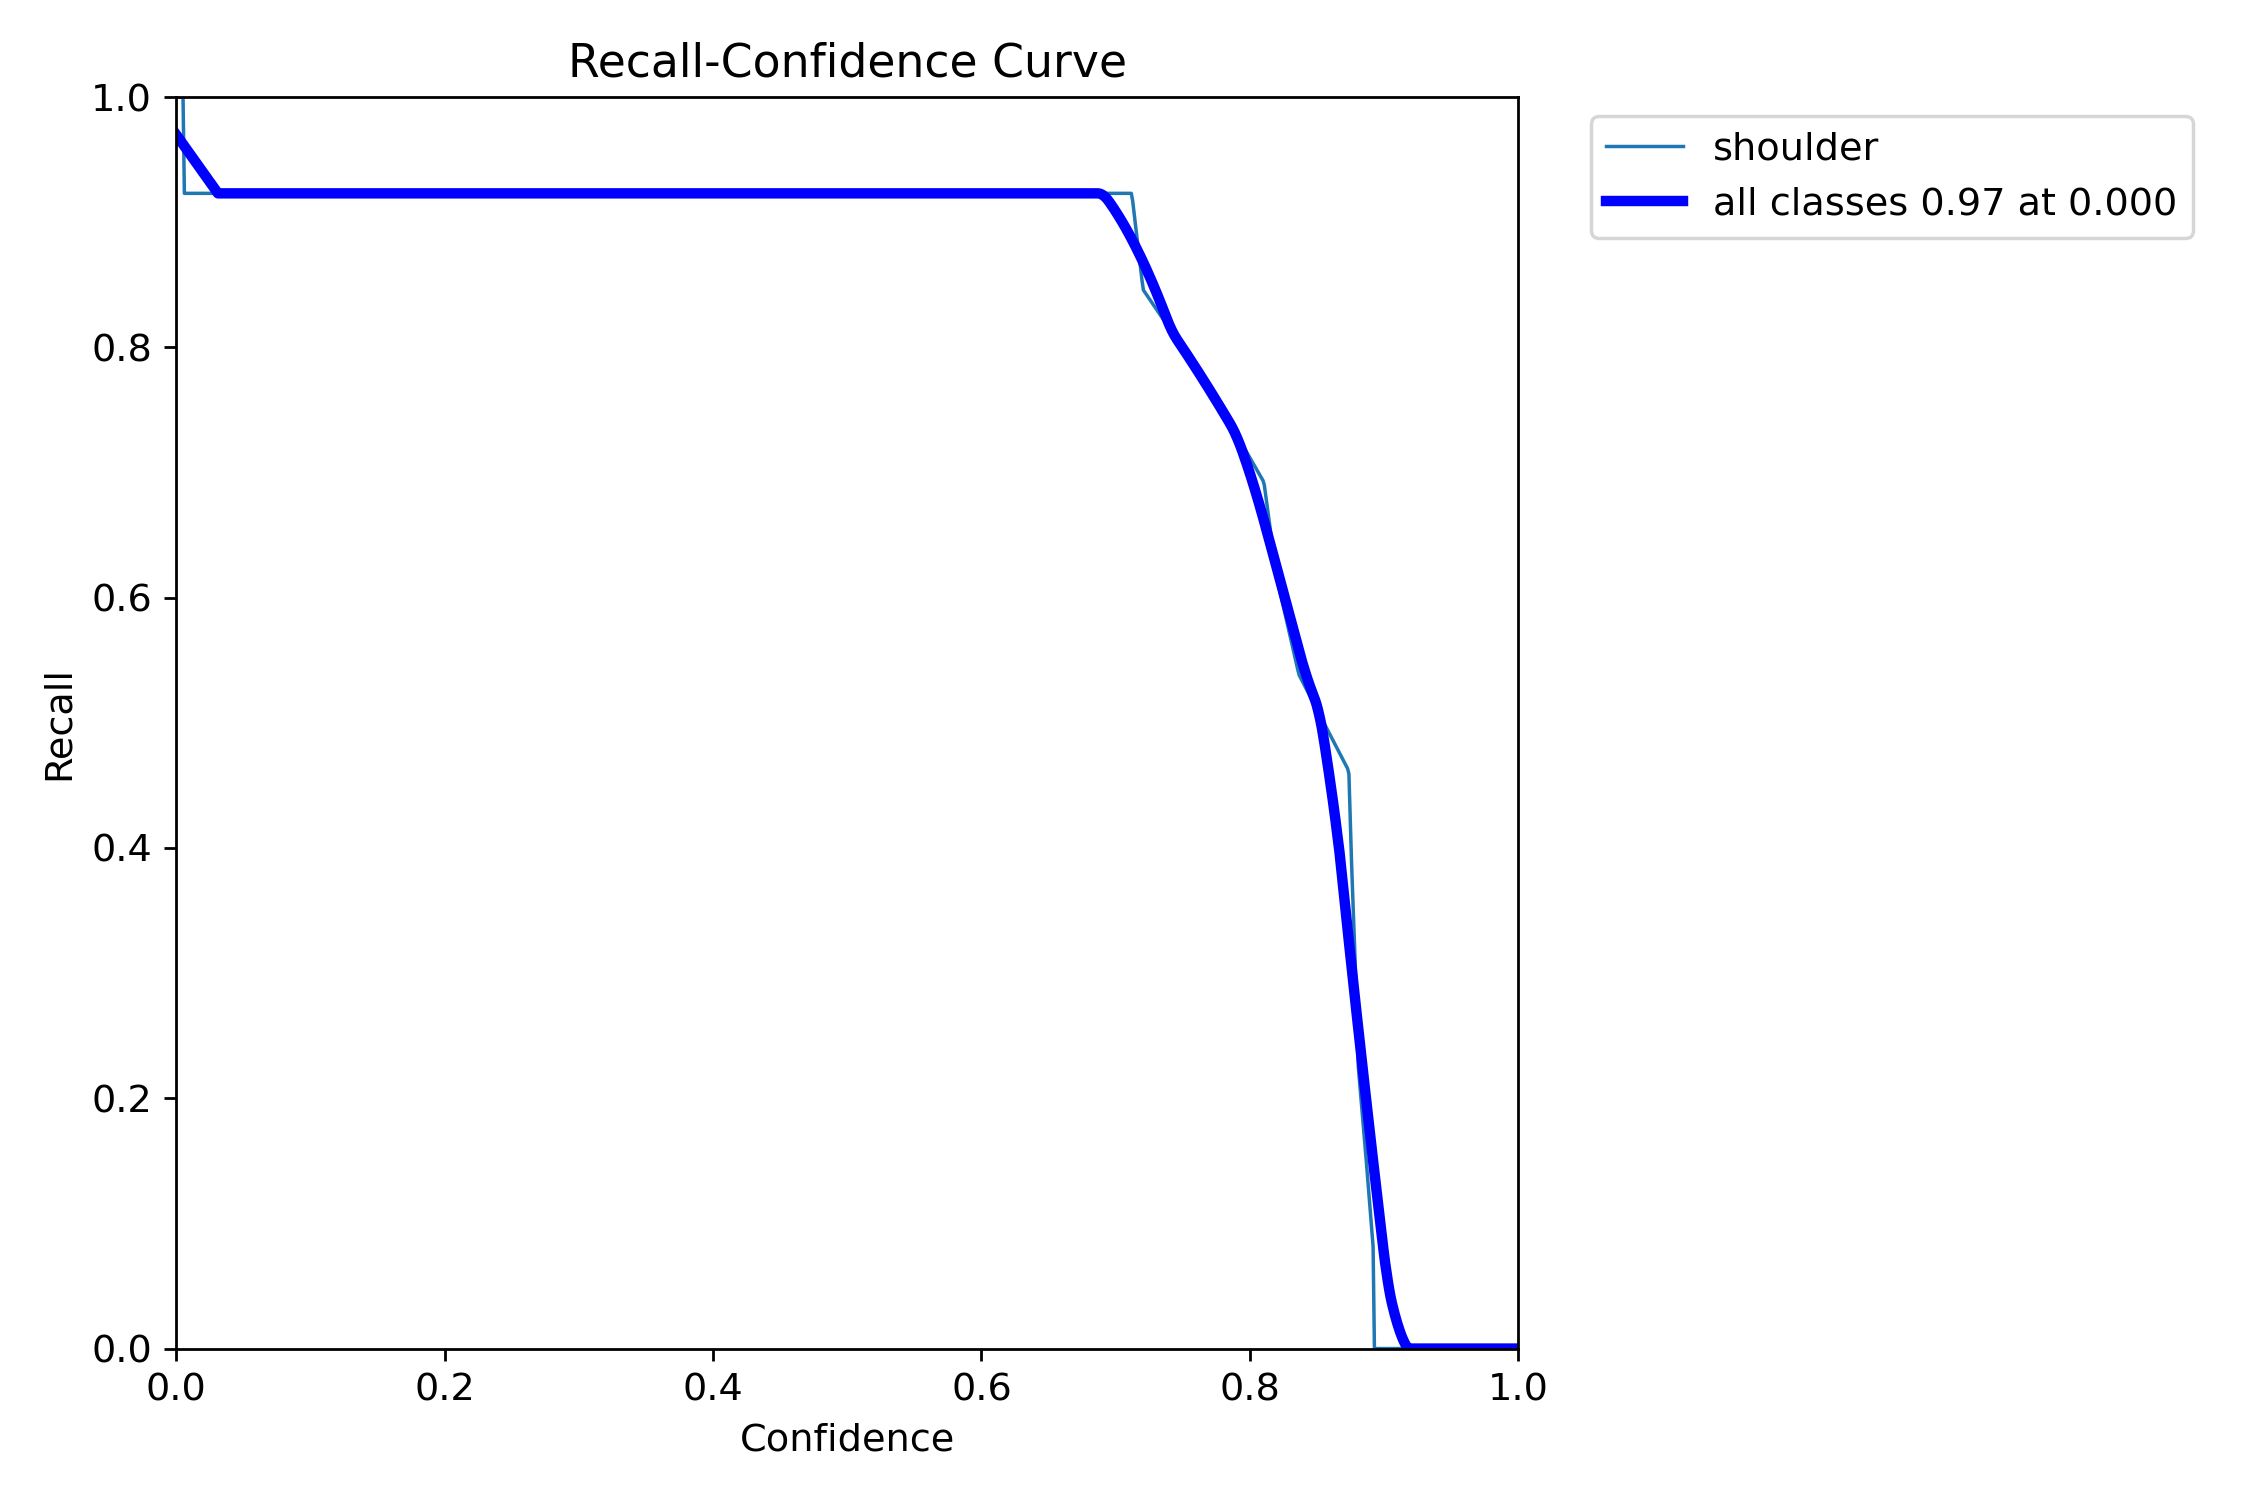 Recall-Confidence Curve
1.0
0.8
0.6
0.4
0.2
0.0
Recall
0.0 0.2 0.4 0.6 0.8 1.0
Confidence
shoulder
all classes 0.97 at 0.000